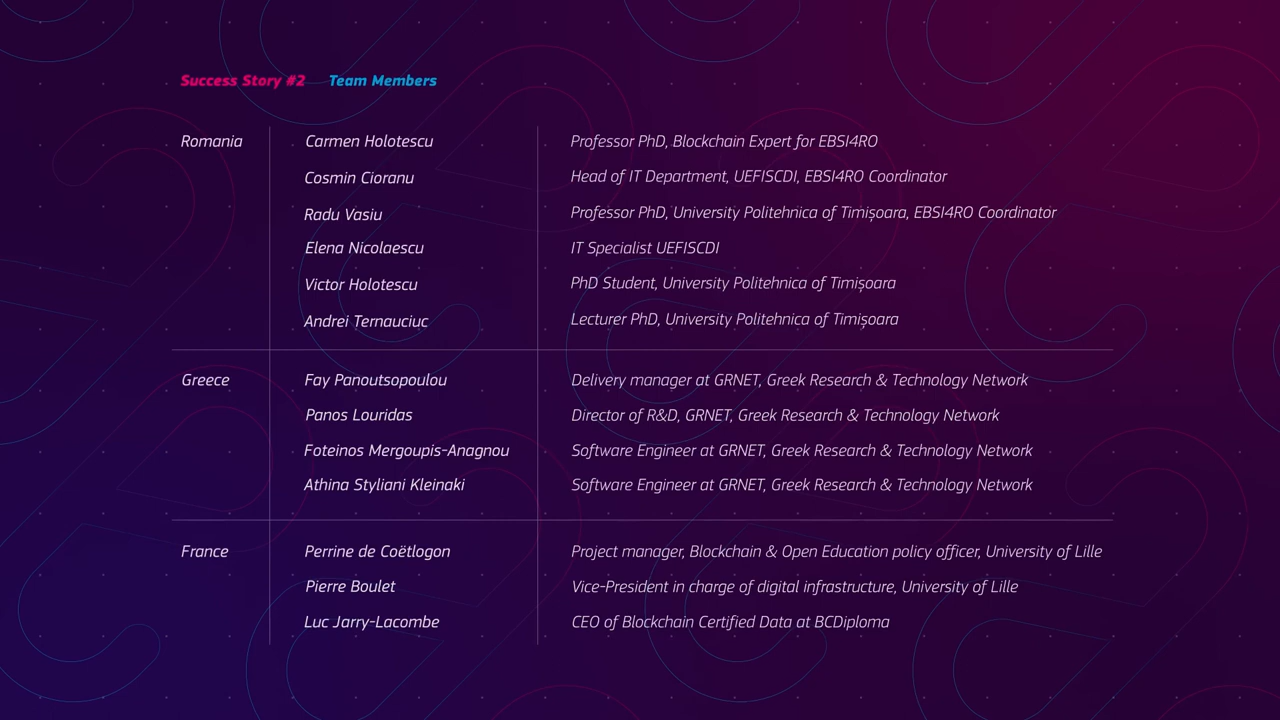 Success Story #2 Team Members
Romania Carmen Holotescu Professor PhD, Blockchain Expert for EBSI4RO
Cosmin Cioranu Head of IT Department, UEFISCDI, EBSI4RO Coordinator
Radu Vasiu Professor PhD, University Politehnica of Timișoara, EBSI4RO Coordinator
Elena Nicolaescu IT Specialist UEFISCDI
Victor Holotescu PhD Student, University Politehnica of Timișoara
Andrei Ternauciuc Lecturer PhD, University Politehnica of Timișoara
Greece Fay Panoutsopoulou Delivery manager at GRNET, Greek Research & Technology Network
Panos Louridas Director of R&D, GRNET, Greek Research & Technology Network
Foteinos Mergoupis-Anagnou Software Engineer at GRNET, Greek Research & Technology Network
Athina Styliani Kleinaki Software Engineer at GRNET, Greek Research & Technology Network
France Perrine de Coëtlogon Project manager, Blockchain & Open Education policy officer, University of Lille
Pierre Boulet Vice-President in charge of digital infrastructure, University of Lille
Luc Jarry-Lacombe CEO of Blockchain Certified Data at BCDiploma